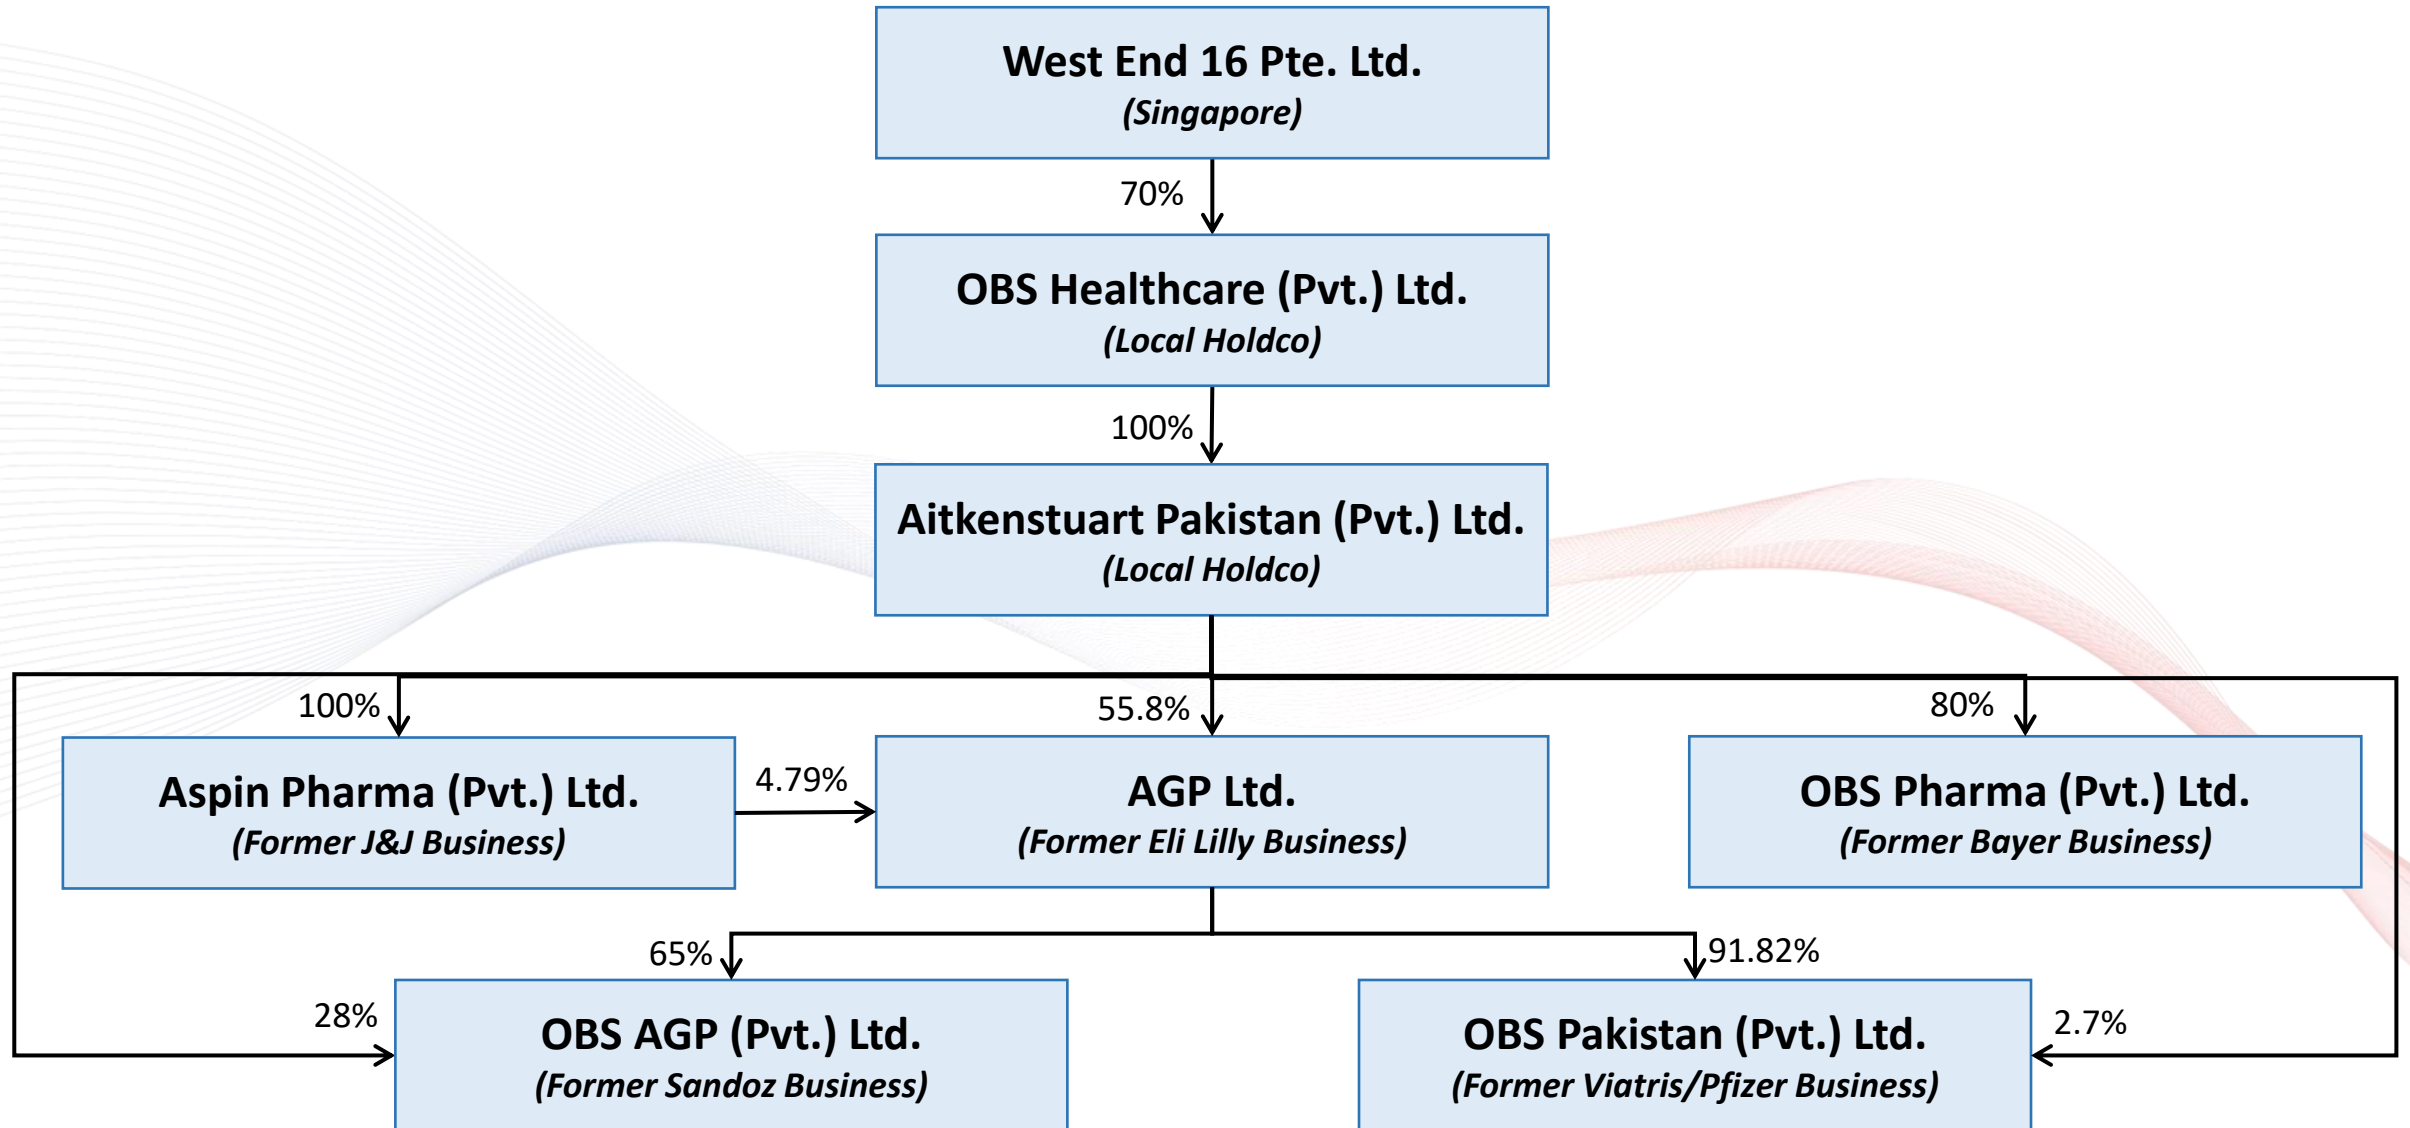 West End 16 Pte. Ltd.
(Singapore)
70%
OBS Healthcare (Pvt.) Ltd.
(Local Holdco)
100%
Aitkenstuart Pakistan (Pvt.) Ltd.
(Local Holdco)
100%
55.8%
80%
Aspin Pharma (Pvt.) Ltd.
(Former J&J Business)
4.79%
AGP Ltd.
(Former Eli Lilly Business)
OBS Pharma (Pvt.) Ltd.
(Former Bayer Business)
65%
91.82%
28%
OBS AGP (Pvt.) Ltd.
(Former Sandoz Business)
OBS Pakistan (Pvt.) Ltd.
(Former Viatris/Pfizer Business)
2.7%